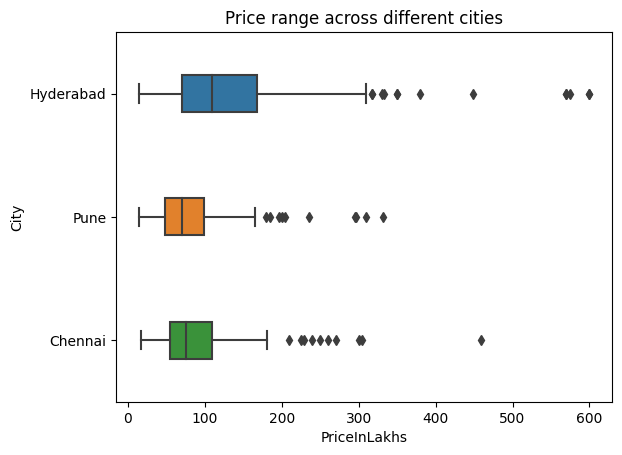 Price range across different cities
Hyderabad
Pune
Chennai
City
0 100 200 300 400 500 600
PriceInLakhs